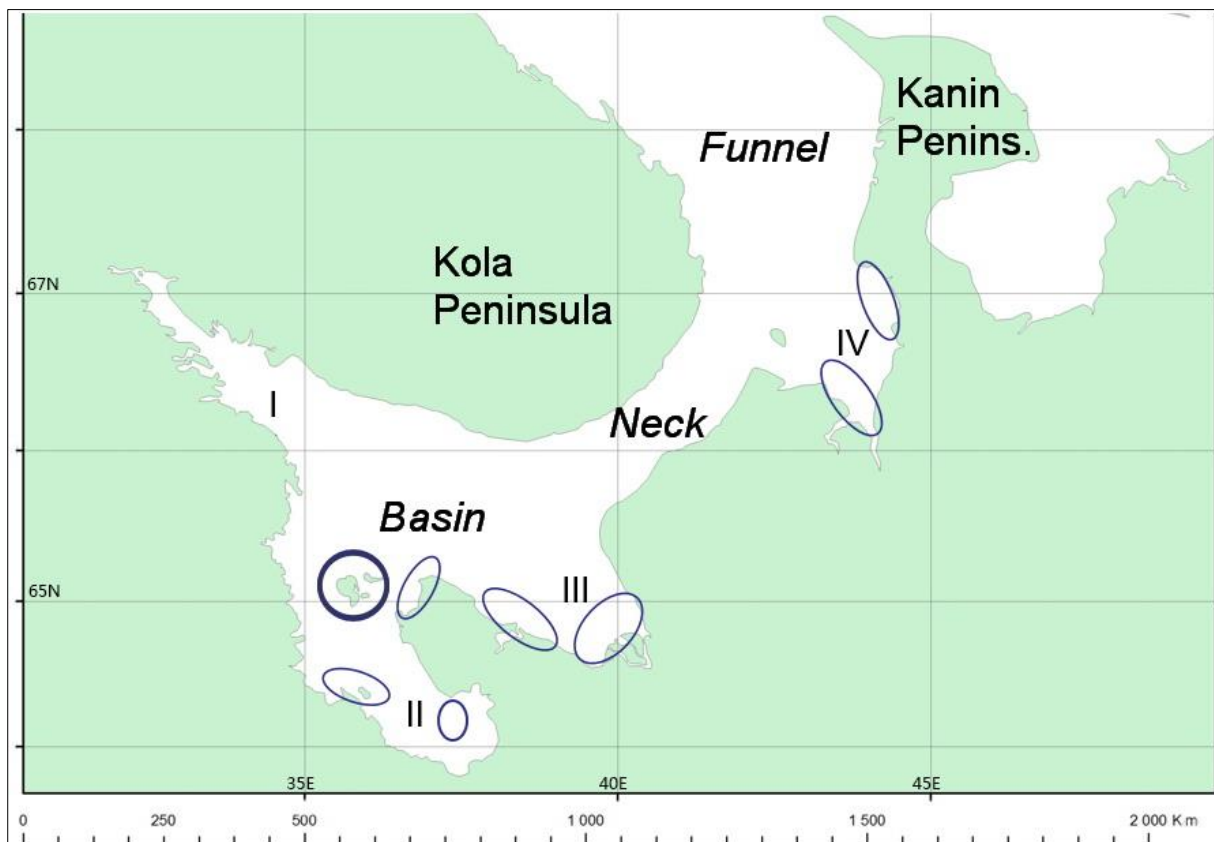 Kanin
Penins.
Funnel
Kola
Peninsula
67N
IV
I
Neck
Basin
65N
III
II
35E
40E
45E
0 250 500 1 000 1 500 2 000 Km